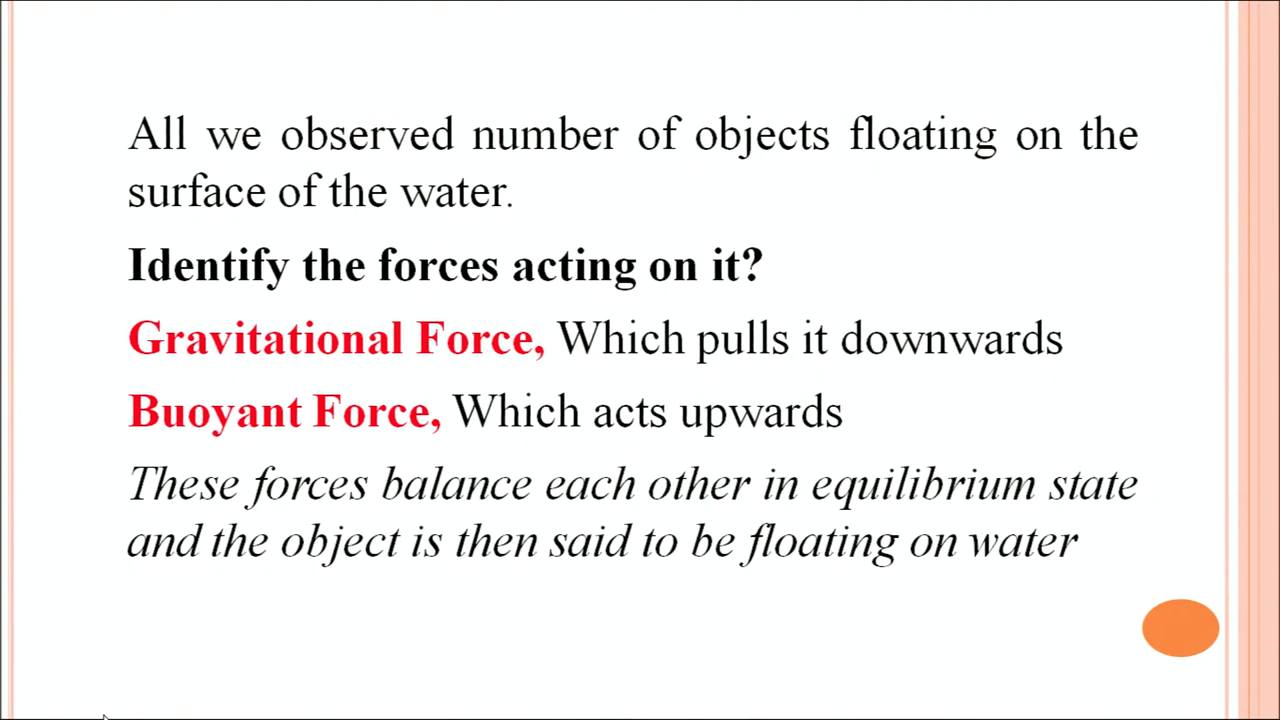 All we observed number of objects floating on the
surface of the water.
Identify the forces acting on it?
Gravitational Force, Which pulls it downwards
Buoyant Force, Which acts upwards
These forces balance each other in equilibrium state
and the object is then said to be floating on water